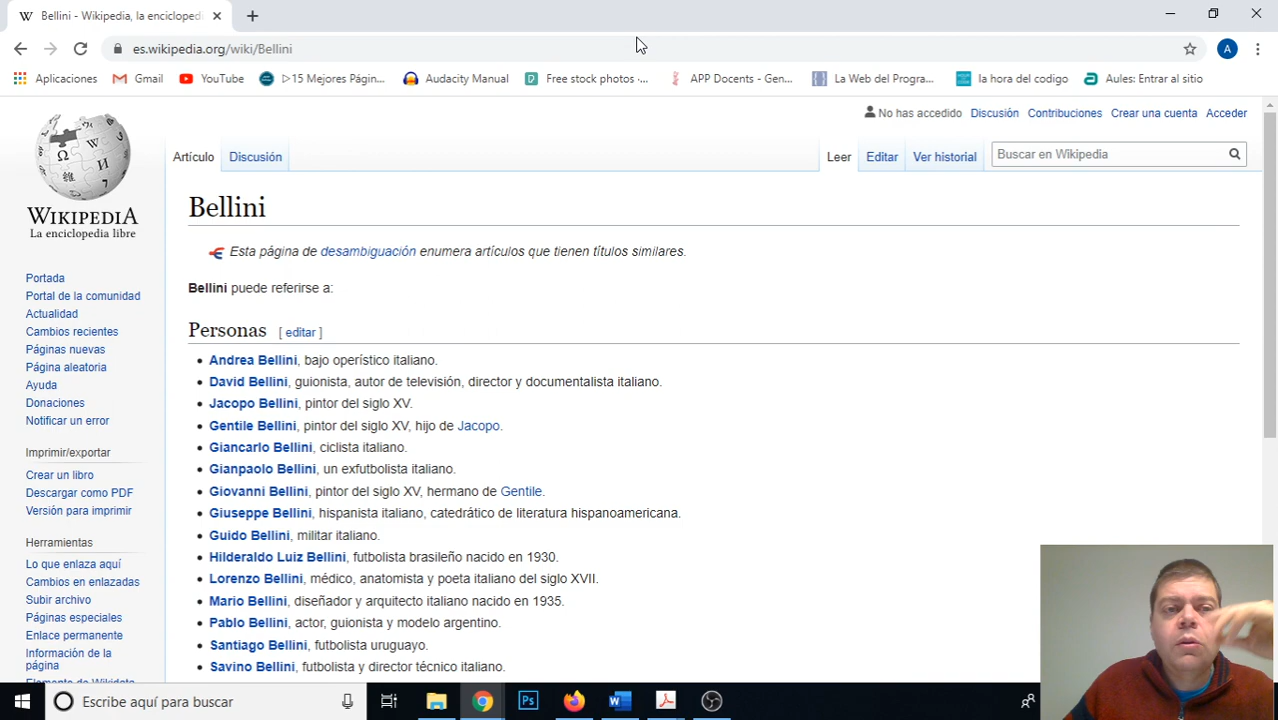 Bellini - Wikipedia, la encicloped
es.wikipedia.org/wiki/Bellini
A
Aplicaciones Gmail YouTube ▷15 Mejores Págin... Audacity Manual Free stock photos ·... APP Docents - Gen... La Web del Progra... la hora del codigo Aules: Entrar al sitio
No has accedido Discusión Contribuciones Crear una cuenta Acceder
Artículo Discusión Leer Editar Ver historial Buscar en Wikipedia
WIKIPEDIA
La enciclopedia libre
Portada
Portal de la comunidad
Actualidad
Cambios recientes
Páginas nuevas
Página aleatoria
Ayuda
Donaciones
Notificar un error
Imprimir/exportar
Crear un libro
Descargar como PDF
Versión para imprimir
Herramientas
Lo que enlaza aquí
Cambios en enlazadas
Subir archivo
Páginas especiales
Enlace permanente
Información de la
página
Elemento de Wikidata
Bellini
Esta página de desambiguación enumera artículos que tienen títulos similares.
Bellini puede referirse a:
Personas [ editar ]
• Andrea Bellini, bajo operístico italiano.
• David Bellini, guionista, autor de televisión, director y documentalista italiano.
• Jacopo Bellini, pintor del siglo XV.
• Gentile Bellini, pintor del siglo XV, hijo de Jacopo.
• Giancarlo Bellini, ciclista italiano.
• Gianpaolo Bellini, un exfutbolista italiano.
• Giovanni Bellini, pintor del siglo XV, hermano de Gentile.
• Giuseppe Bellini, hispanista italiano, catedrático de literatura hispanoamericana.
• Guido Bellini, militar italiano.
• Hilderaldo Luiz Bellini, futbolista brasileño nacido en 1930.
• Lorenzo Bellini, médico, anatomista y poeta italiano del siglo XVII.
• Mario Bellini, diseñador y arquitecto italiano nacido en 1935.
• Pablo Bellini, actor, guionista y modelo argentino.
• Santiago Bellini, futbolista uruguayo.
• Savino Bellini, futbolista y director técnico italiano.
Escribe aquí para buscar